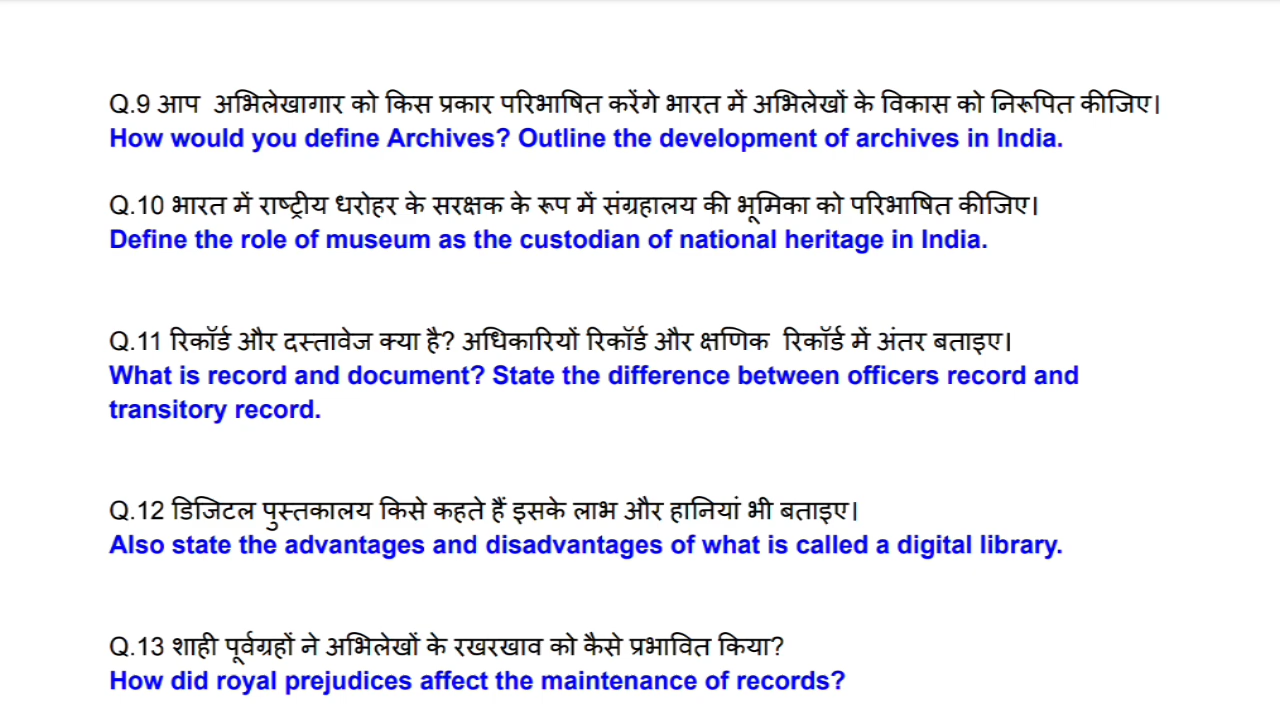 Q.9 आप  अभिलेखागार को किस प्रकार परिभाषित करेंगे भारत में अभिलेखों के विकास को निरूपित कीजिए।
How would you define Archives? Outline the development of archives in India.
Q.10 भारत में राष्ट्रीय धरोहर के सरक्षक के रूप में संग्रहालय की भूमिका को परिभाषित कीजिए।
Define the role of museum as the custodian of national heritage in India.
Q.11 रिकॉर्ड और दस्तावेज क्या है? अधिकारियों रिकॉर्ड और क्षणिक  रिकॉर्ड में अंतर बताइए।
What is record and document? State the difference between officers record and
transitory record.
Q.12 डिजिटल पुस्तकालय किसे कहते हैं इसके लाभ और हानियां भी बताइए।
Also state the advantages and disadvantages of what is called a digital library.
Q.13 शाही पूर्वग्रहों ने अभिलेखों के रखरखाव को कैसे प्रभावित किया?
How did royal prejudices affect the maintenance of records?